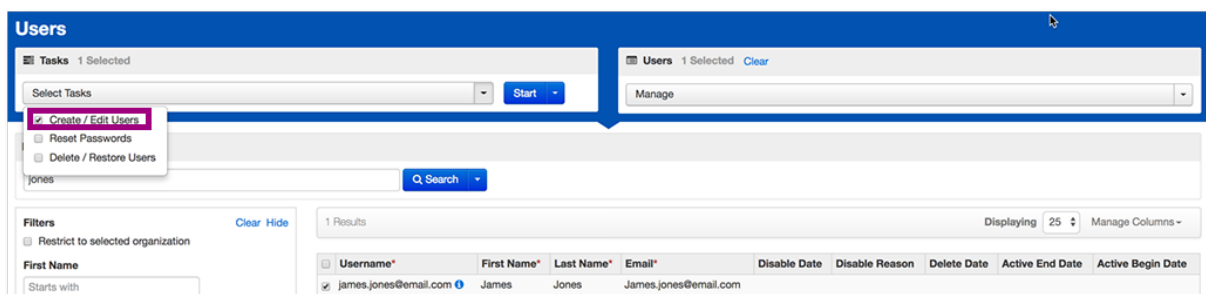 Users
Tasks 1 Selected
Users 1 Selected Clear
Select Tasks
Start
Manage
Create / Edit Users
Reset Passwords
Delete / Restore Users
jones
Search
Filters Clear Hide
1 Results
Displaying 25 Manage Columns
Restrict to selected organization
First Name
Starts with
Username* First Name* Last Name* Email* Disable Date Disable Reason Delete Date Active End Date Active Begin Date
james.jones@email.com James Jones James.jones@email.com